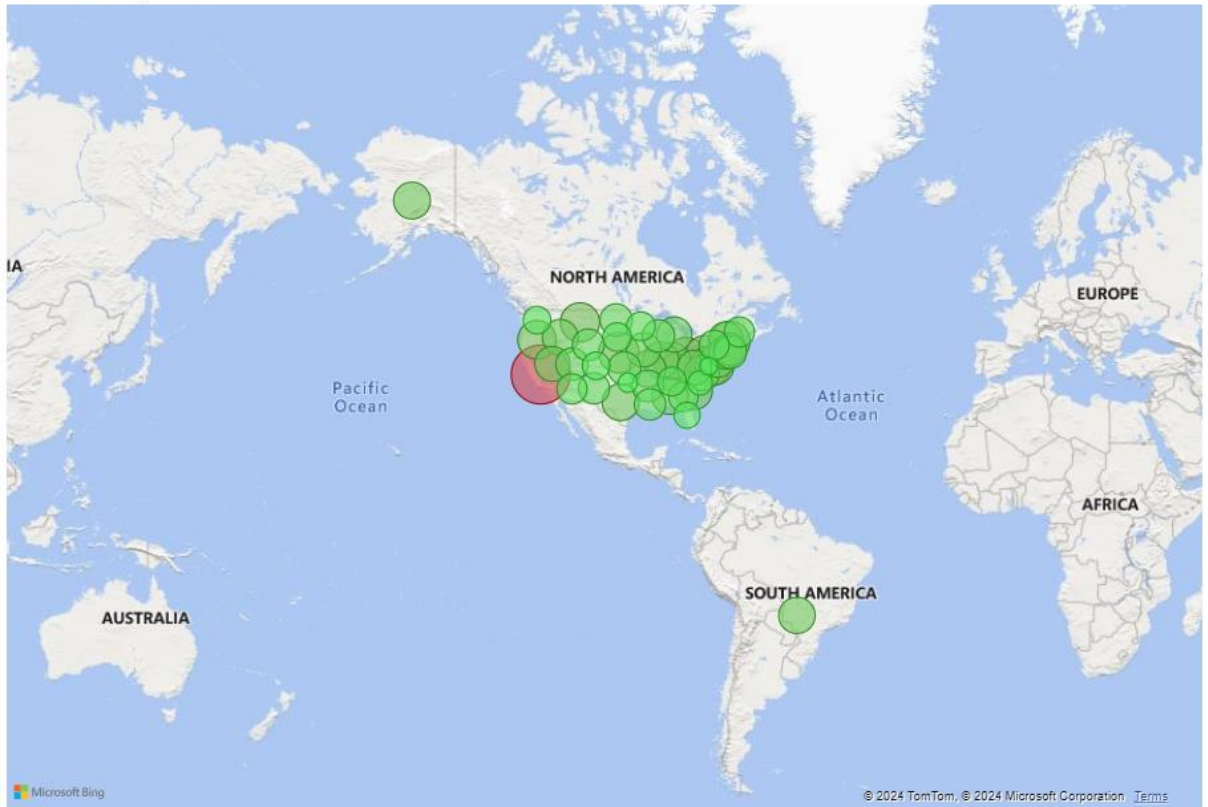 NORTH AMERICA
IA
EUROPE
Pacific
Ocean
Atlantic
Ocean
AFRICA
SOUTH AMERICA
AUSTRALIA
Microsoft Bing
© 2024 TomTom, © 2024 Microsoft Corporation Terms